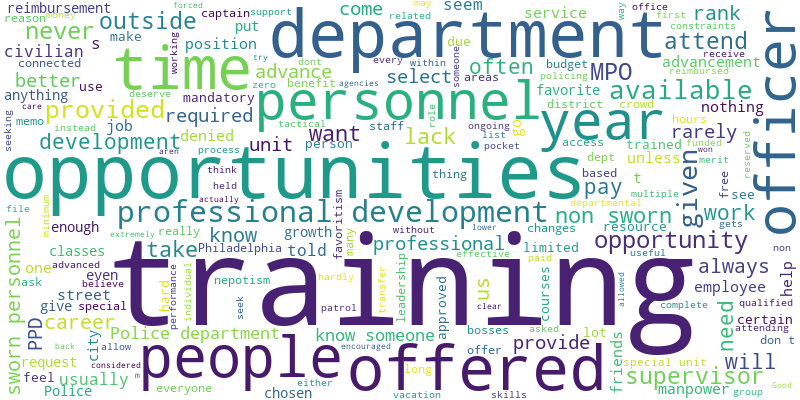 reimbursement
reason
money
never
outside
captain
forced
support
related
come
may
seem
way
office
service
rank
first
constraints
civilian
s
make
position
working
put
department
due
every
within
someone
budget
policing
attend
officer
connected
better
use
time
advance
zero
try
dont
benefit
select
often
areas
agencies
MPO
advancement
reimbursed
receive
anything
care
memo
seeking
instead
deserve
provided
mandatory
required
personnel
favorite
district
available
crowd
hours
nothing
job
denied
tactical
staff
role
ongoing
list
go
year
trained
funded
rarely
development
aren
process
unit
want
person
lack
pocket
access
dept
unless
merit
reserved
think
held
actually
opportunities
thing
won
based
pay
t
multiple
free
see
given
file
minimum
professional development
non sworn
departmental
gets
work
enough
take
know
growth
told
favoritism
many
without
professional
lower
changes
limited
resource
opportunity
non
Philadelphia
really
extremely
classes
one
advanced
even
believe
hard
performance
individual
nepotism
seek
training
hardly
transfer
leadership
effective
us
clear
paid
courses
useful
always
employee
help
sworn personnel
ask
PPD
street
give
special
patrol
approved
allowed
complete
qualified
certain
attending
career
city
Police department
know someone
encouraged
bosses
asked
offer
lot
provide
need
don t
back
allow
request
feel
considered
m
people
offered
long
friends
special unit
will
supervisor
usually
Police
everyone
chosen
either
vacation
skills
manpower
group
Good